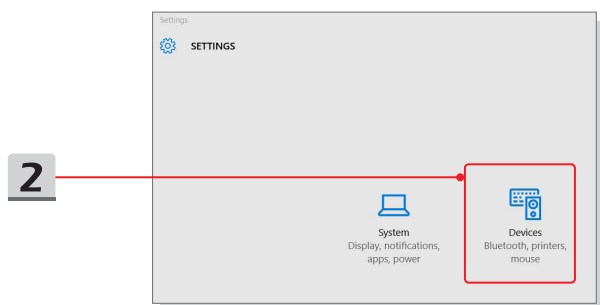 Settings
SETTINGS
2
System
Display, notifications,
apps, power
Devices
Bluetooth, printers,
mouse